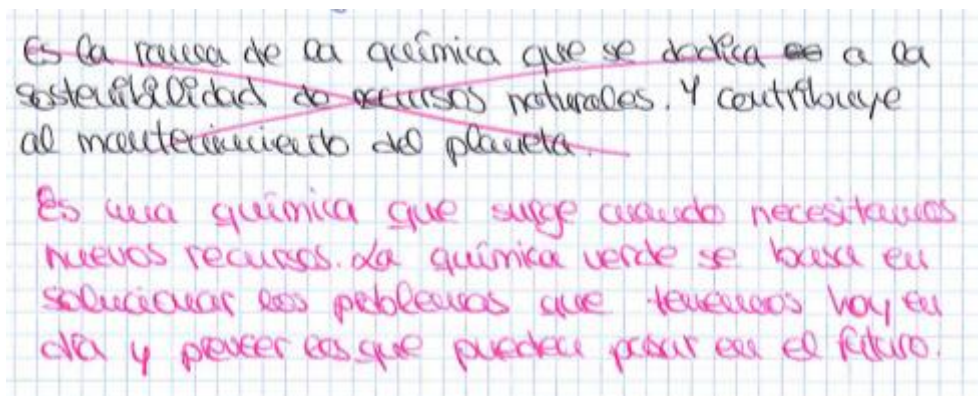 Es la rama de la química que se dedica a la
sostenibilidad de recursos naturales. Y contribuye
al mantenimiento del planeta.
Es una química que surge cuando necesitamos
nuevos recursos. La química verde se basa en
solucionar los problemas que tenemos hoy en
día y preveer los que pueden pasar en el futuro.